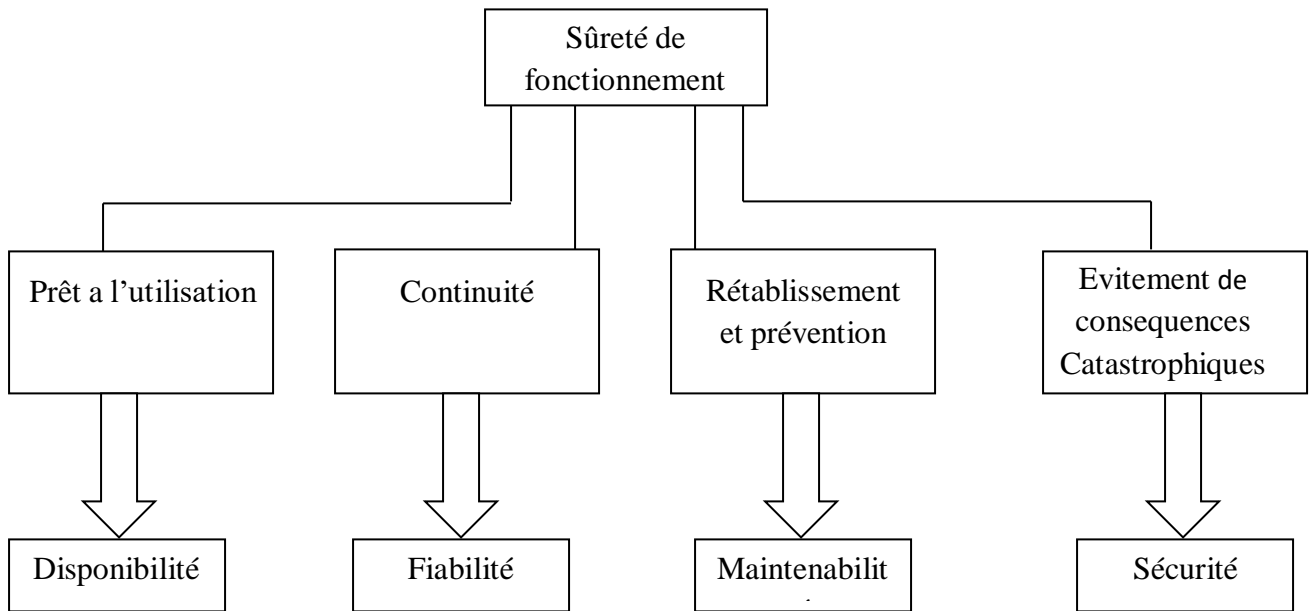 Sûreté de
fonctionnement
Prêt a l’utilisation
Continuité
Rétablissement
et prévention
Evitement de
consequences
Catastrophiques
Disponibilité
Fiabilité
Maintenabilit
Sécurité